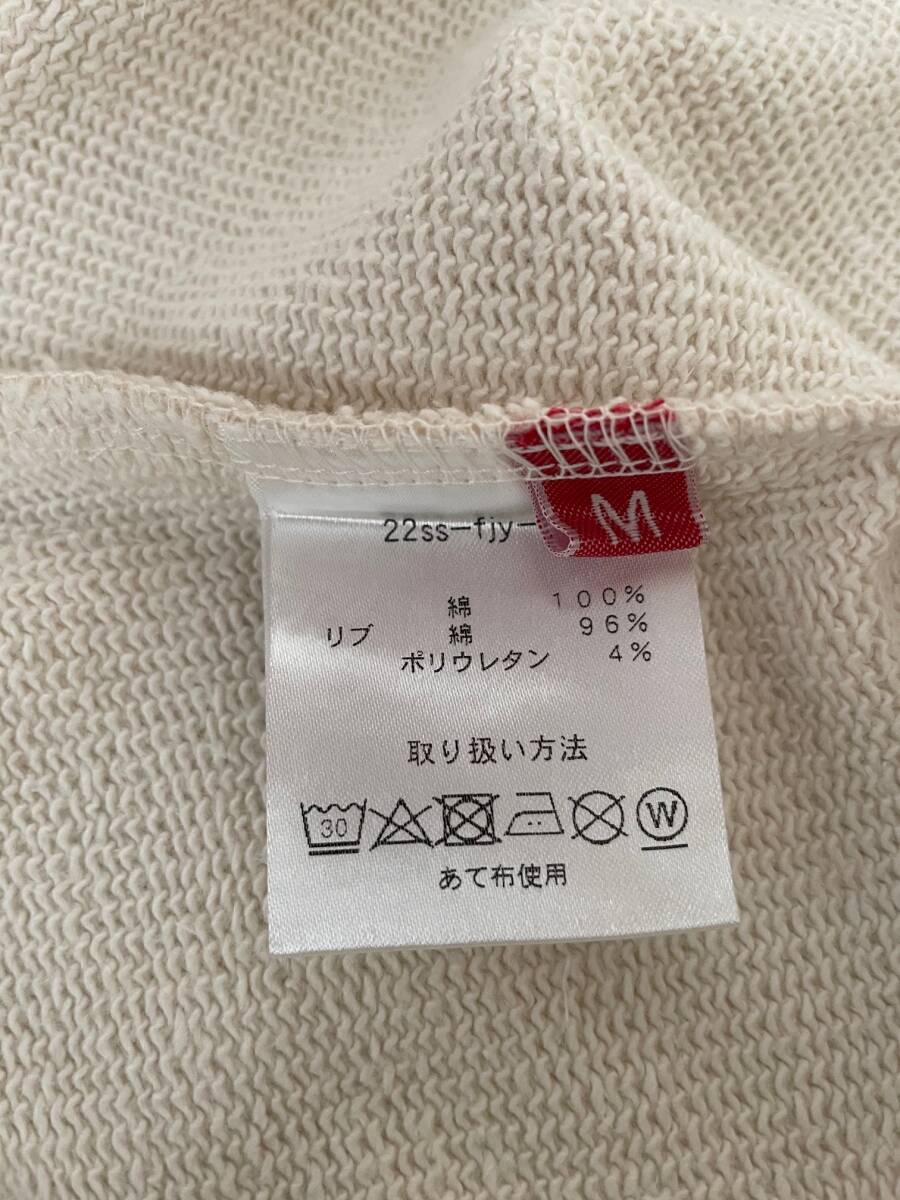 M
22ss-fjy-
綿 100%
リブ 綿 96%
ポリウレタン 4%
取り扱い方法
30 W
あて布使用